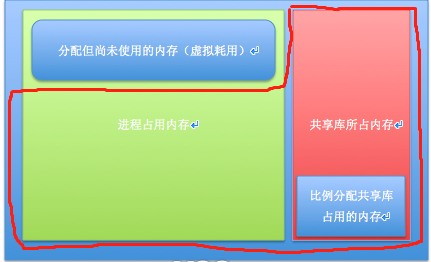 分配但尚未使用的内存（虚拟耗用）↵
进程占用内存↵
共享库所占内存↵
比例分配共享库
占用的内存↵